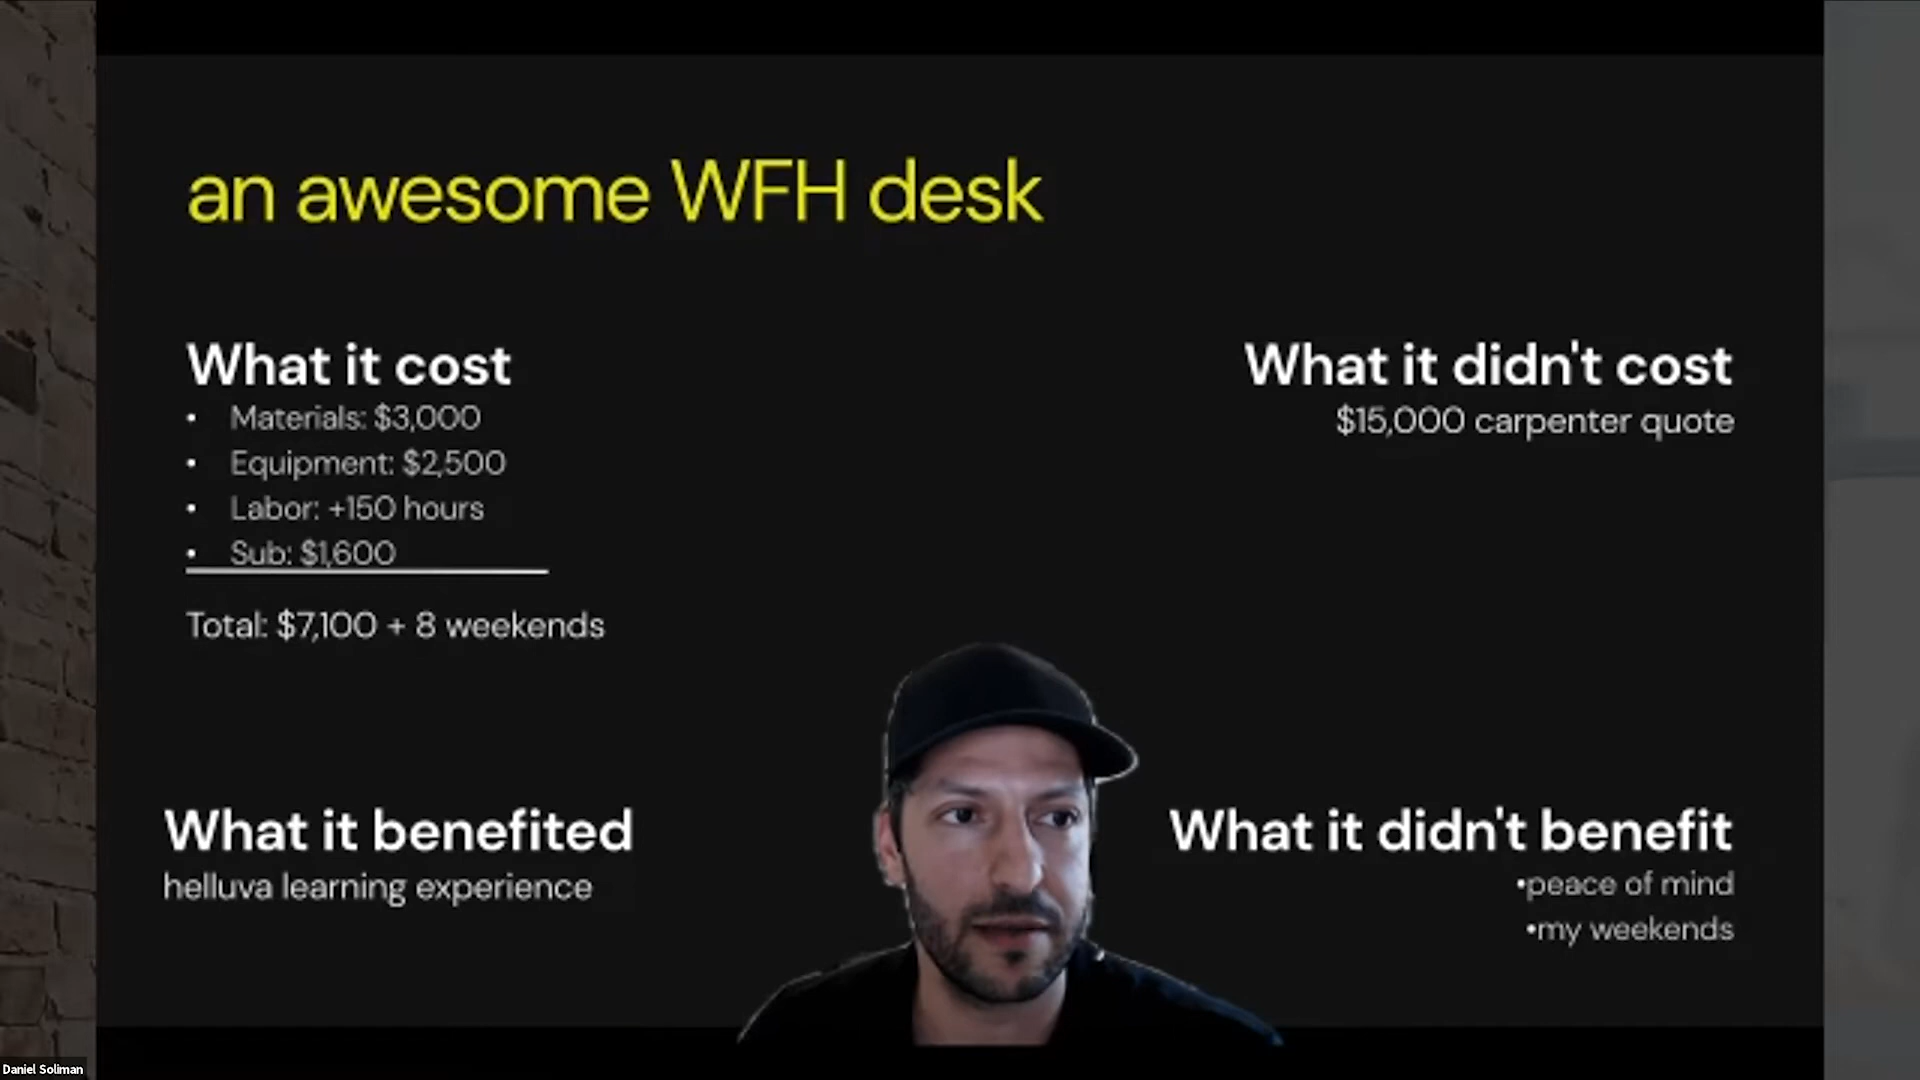 an awesome WFH desk
What it cost
• Materials: $3,000
• Equipment: $2,500
• Labor: +150 hours
• Sub: $1,600
Total: $7,100 + 8 weekends
What it didn't cost
$15,000 carpenter quote
What it benefited
helluva learning experience
What it didn't benefit
•peace of mind
•my weekends
Daniel Soliman